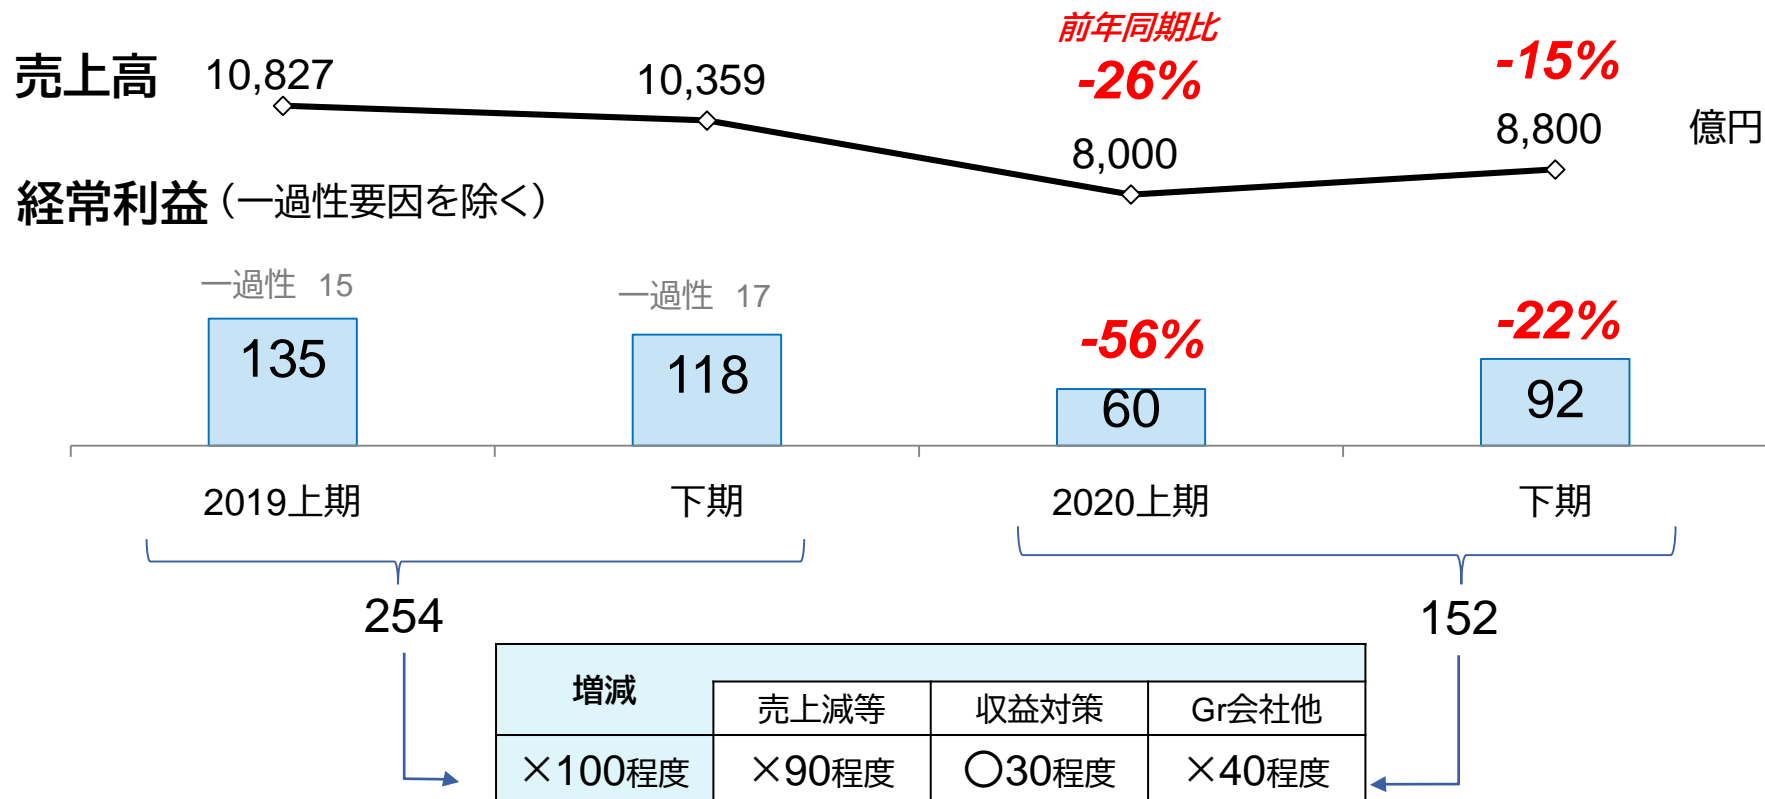 前年同期比
売上高 10,827 10,359 -26% -15%
8,000 8,800 億円
経常利益（一過性要因を除く）
一過性 15 一過性 17
135 118 -56% -22%
60 92
2019上期 下期 2020上期 下期
254 152
増減
売上減等 収益対策 Gr会社他
×100程度 ×90程度 〇30程度 ×40程度